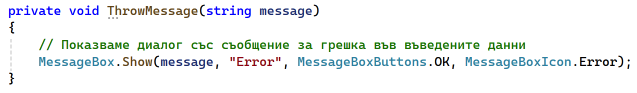 private void ThrowMessage(string message)
{
// Показваме диалог със съобщение за грешка във въведените данни
MessageBox.Show(message, "Error", MessageBoxButtons.OK, MessageBoxIcon.Error);
}